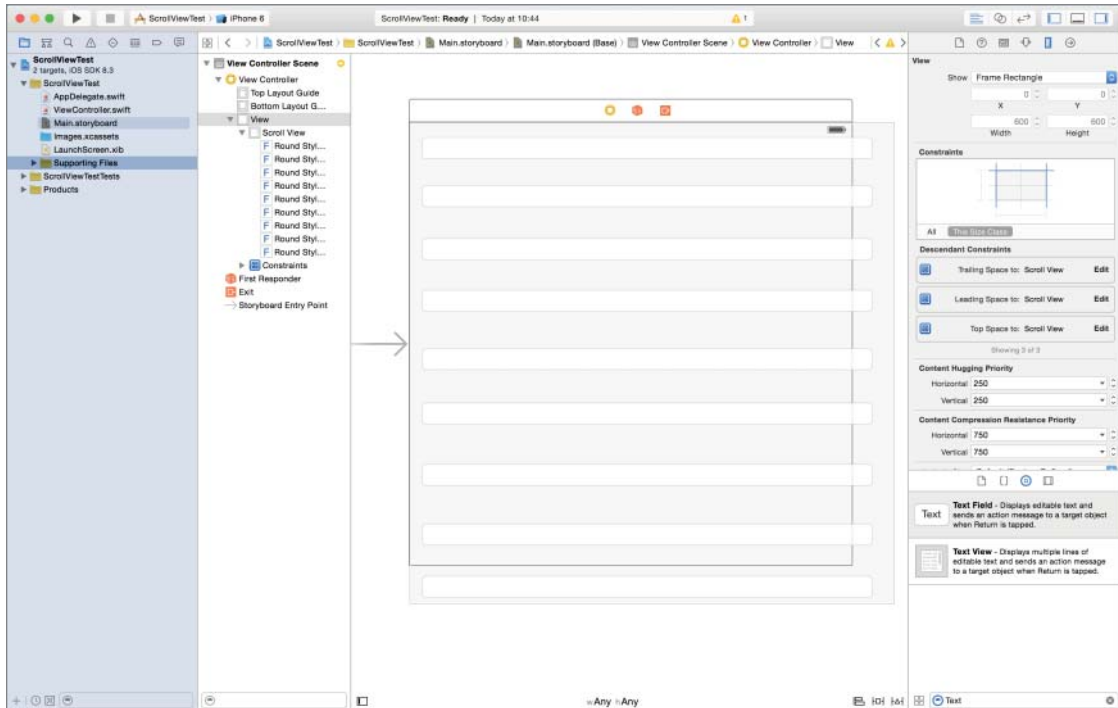 ScrollViewTest
iPhone 6
ScrollViewTest: Ready | Today at 10:44
1
ScrollViewTest
2 targets, iOS SDK 8.3
ScrollViewTest
AppDelegate.swift
ViewController.swift
Main.storyboard
Images.xcassets
LaunchScreen.xib
Supporting Files
ScrollViewTestTests
Products
ScrollViewTest
ScrollViewTest
Main.storyboard
Main.storyboard (Base)
View Controller Scene
View Controller
View
View Controller Scene
View Controller
Top Layout Guide
Bottom Layout G...
View
Scroll View
F Round Styl...
F Round Styl...
F Round Styl...
F Round Styl...
F Round Styl...
F Round Styl...
F Round Styl...
F Round Styl...
F Round Styl...
Constraints
First Responder
Exit
Storyboard Entry Point
wAny hAny
View
Show Frame Rectangle
0 0
X Y
600 600
Width Height
Constraints
All This Size Class
Descendant Constraints
Trailing Space to: Scroll View Edit
Leading Space to: Scroll View Edit
Top Space to: Scroll View Edit
Showing 3 of 3
Content Hugging Priority
Horizontal 250
Vertical 250
Content Compression Resistance Priority
Horizontal 750
Vertical 750
Text
Text Field - Displays editable text and
sends an action message to a target object
when Return is tapped.
Text View - Displays multiple lines of
editable text and sends an action message
to a target object when Return is tapped.
Text